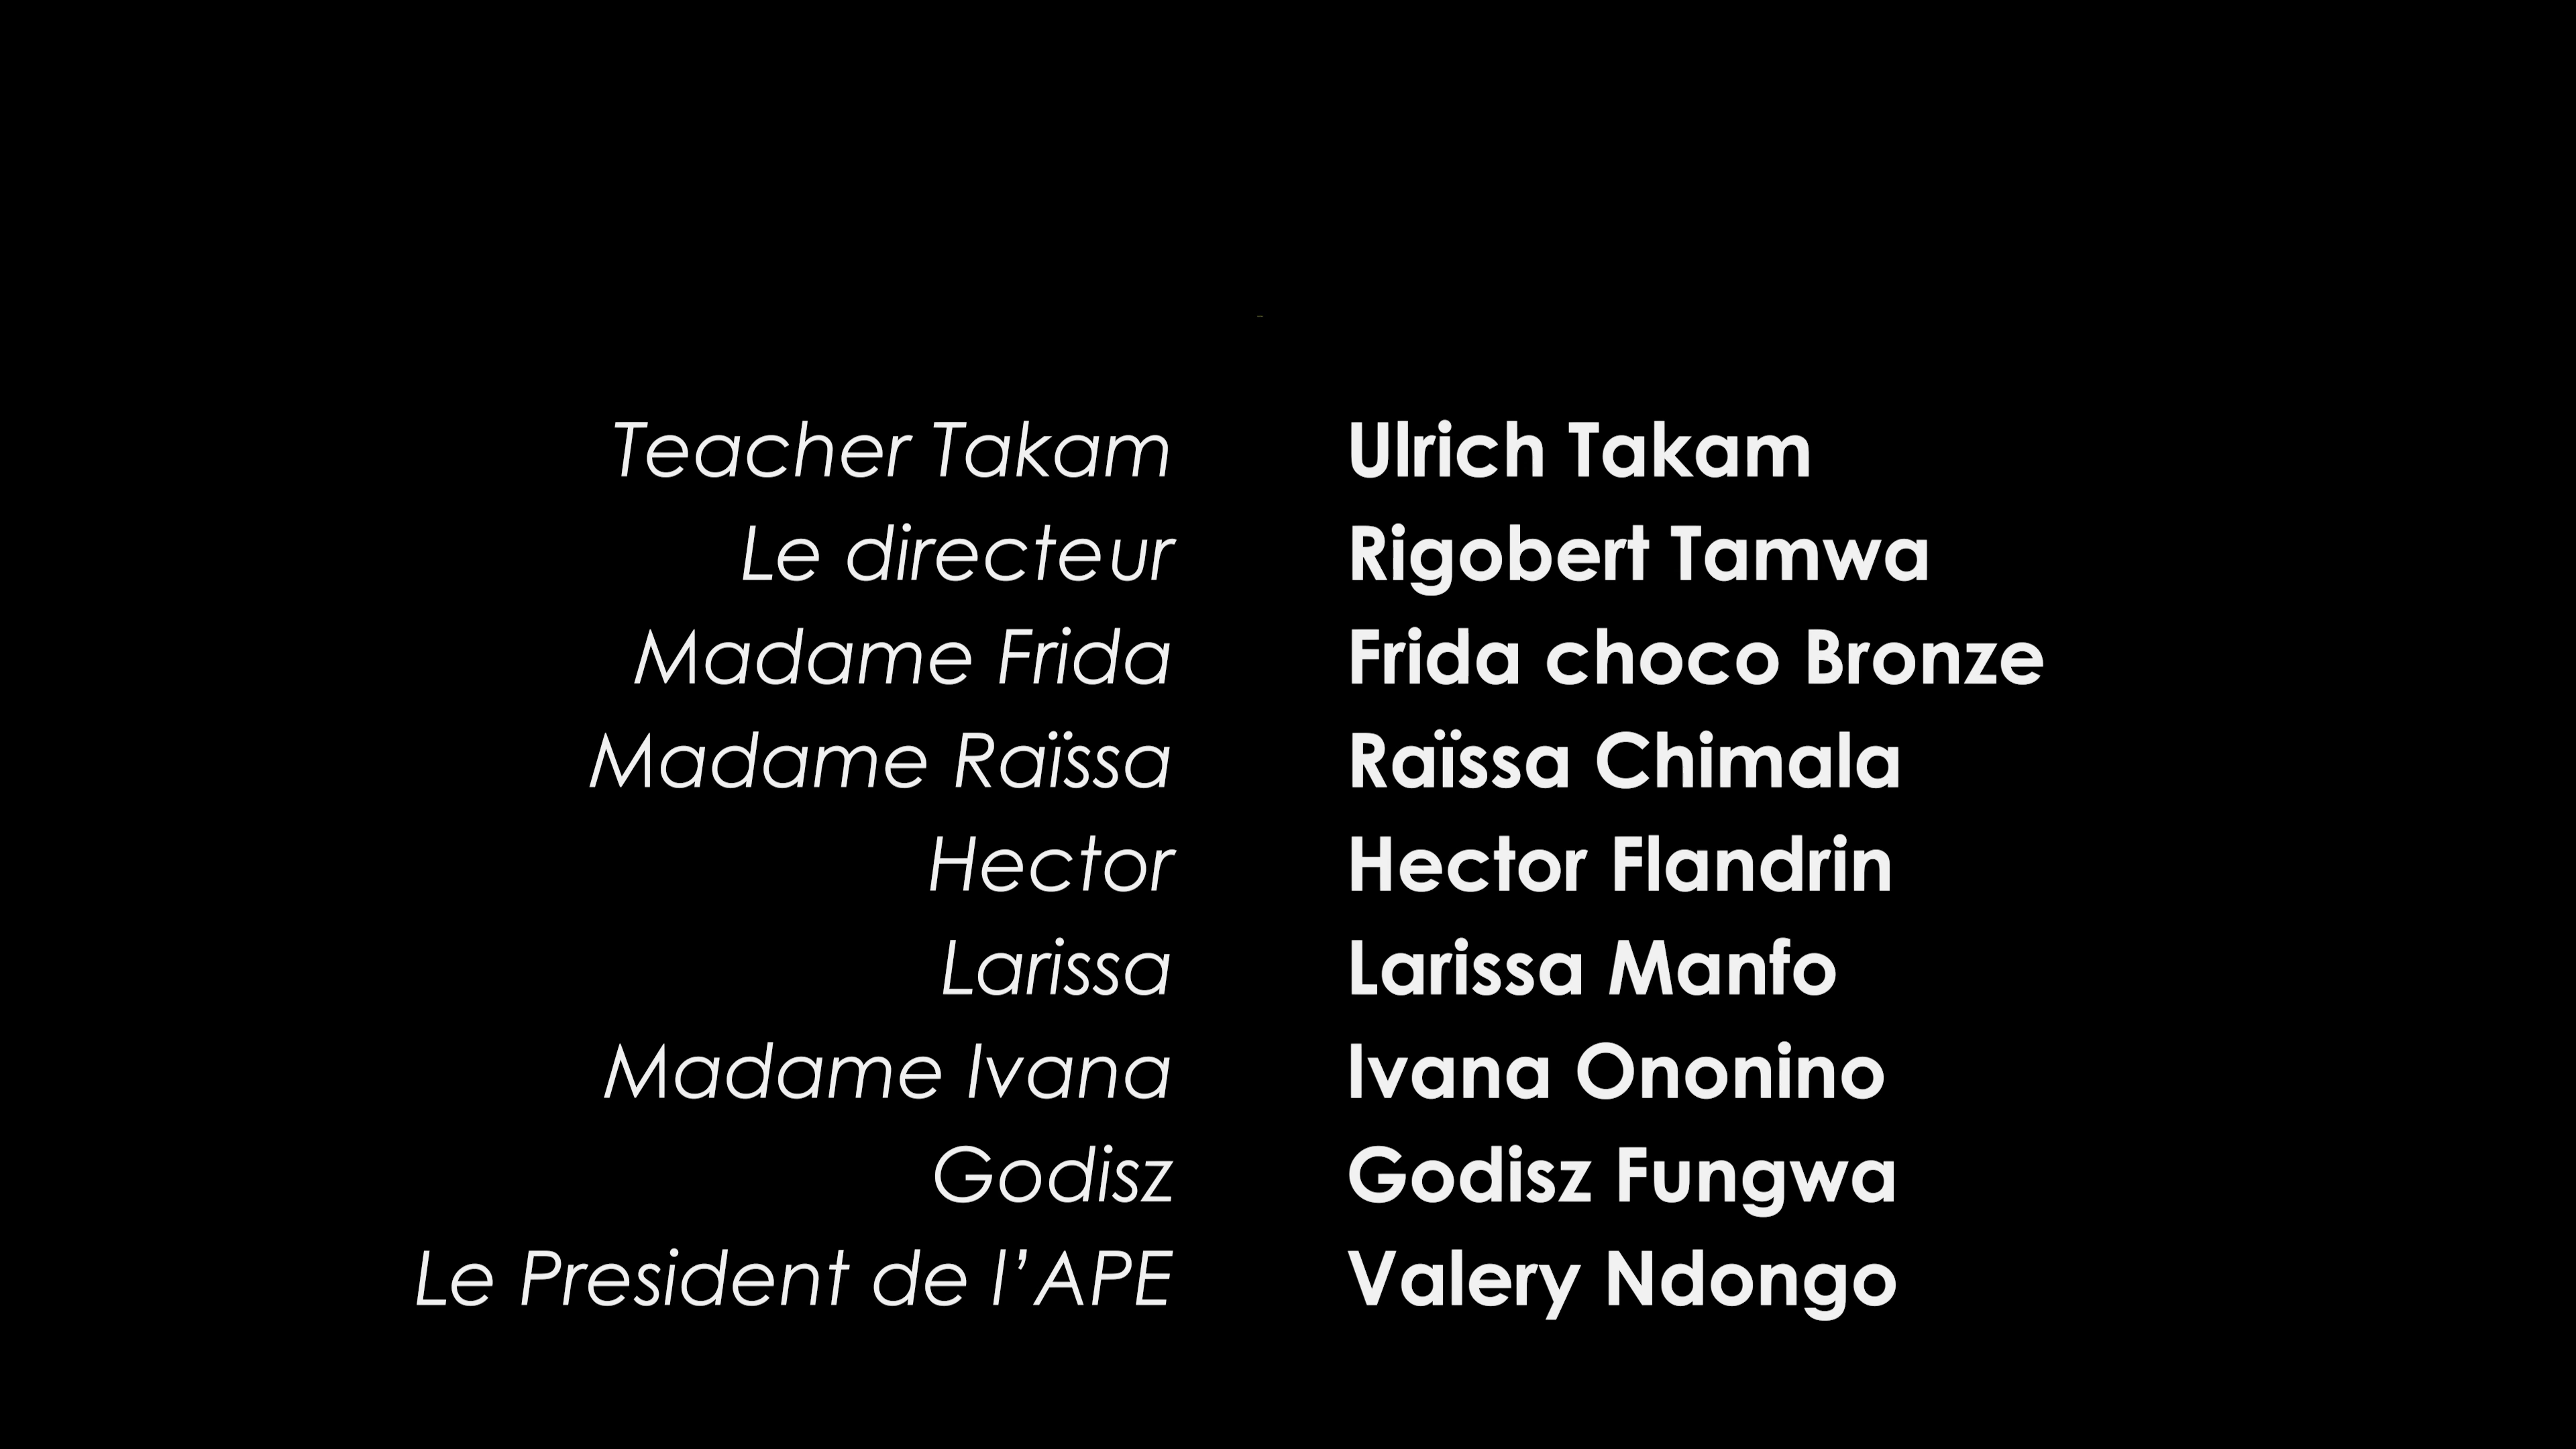 Teacher Takam Ulrich Takam
Le directeur Rigobert Tamwa
Madame Frida Frida choco Bronze
Madame Raïssa Raïssa Chimala
Hector Hector Flandrin
Larissa Larissa Manfo
Madame Ivana Ivana Ononino
Godisz Godisz Fungwa
Le President de l’APE Valery Ndongo